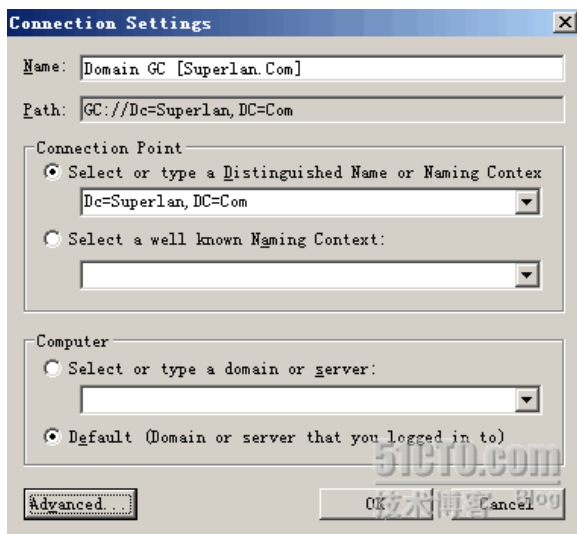 Connection Settings
Name: Domain GC [Superlan.Com]
Path: GC://Dc=Superlan,DC=Com
Connection Point
Select or type a Distinguished Name or Naming Contex
Dc=Superlan,DC=Com
Select a well known Naming Context:
Computer
Select or type a domain or server:
Default (Domain or server that you logged in to)
51CTO.com
Advanced... OK Cancel
技术博客 Blog